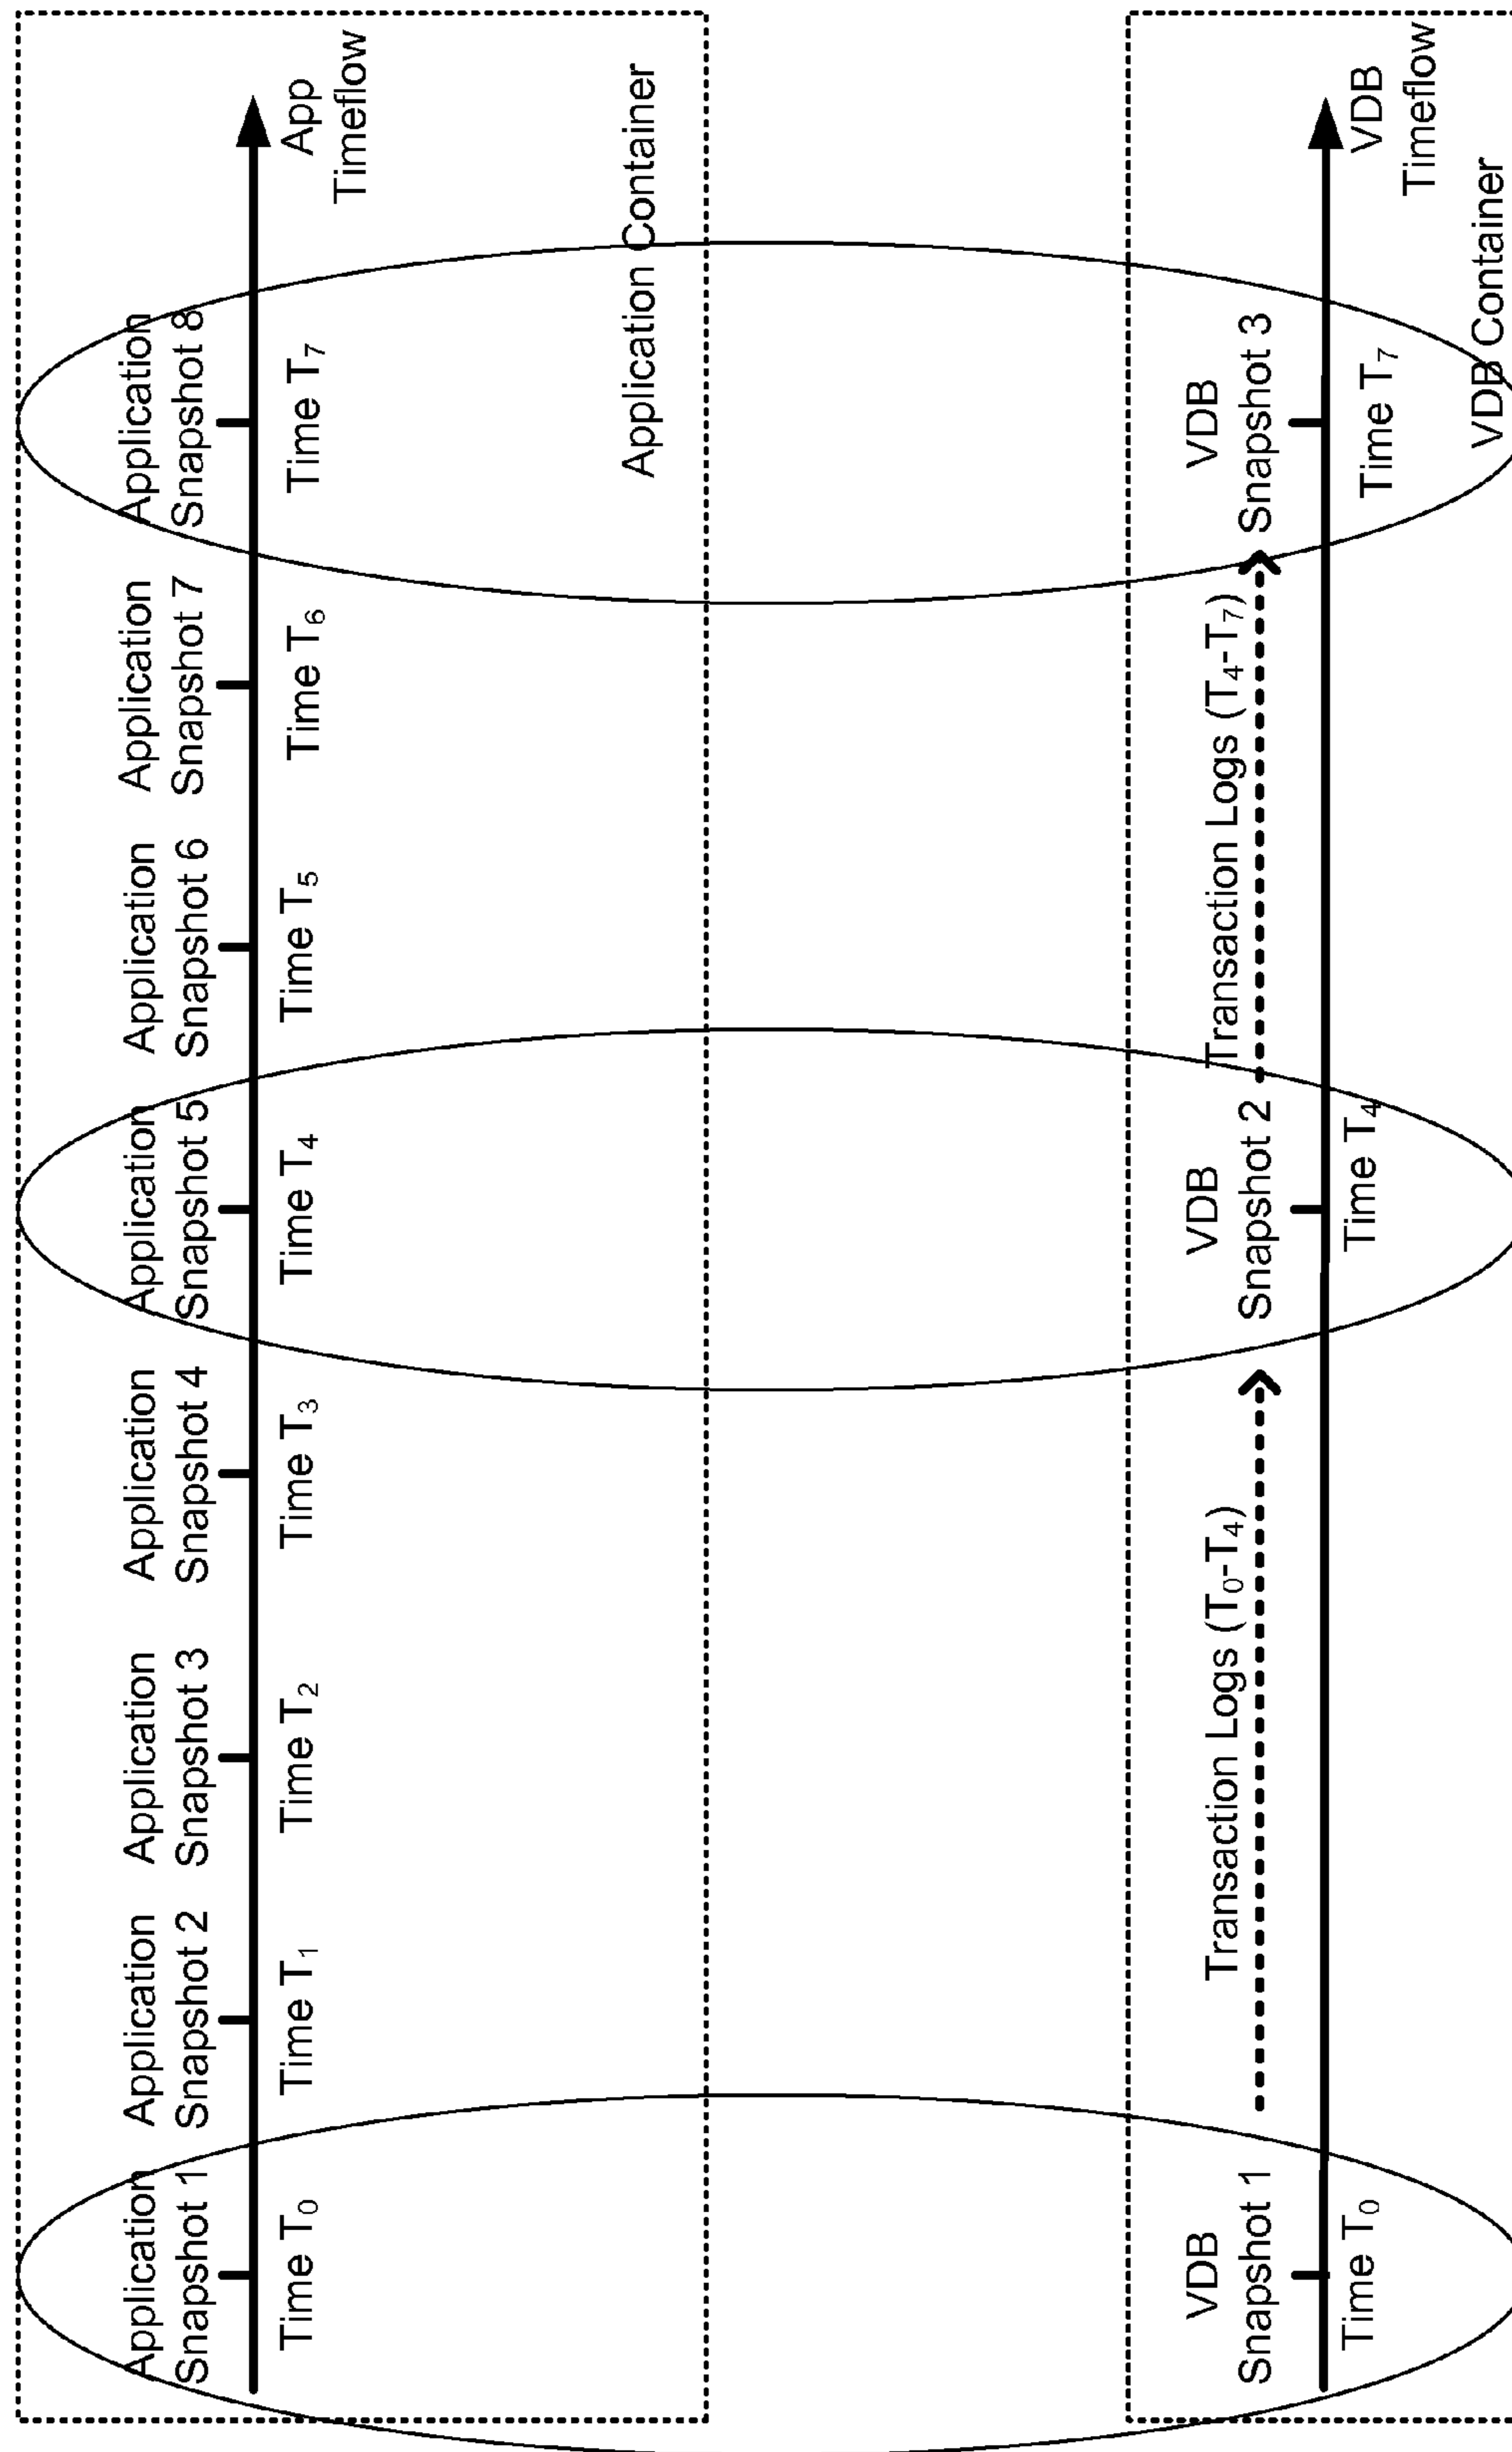 Application
Snapshot 1
Application
Snapshot 2
Application
Snapshot 3
Application
Snapshot 4
Application
Snapshot 5
Application
Snapshot 6
Application
Snapshot 7
Application
Snapshot 8
Time T₀
Time T₁
Time T₂
Time T₃
Time T₄
Time T₅
Time T₆
Time T₇
App
Timeflow
Application Container
VDB
Snapshot 1
Transaction Logs (T₀-T₄)
VDB
Snapshot 2
Transaction Logs (T₄-T₇)
VDB
Snapshot 3
Time T₀
Time T₄
Time T₇
VDB
Timeflow
VDB Container